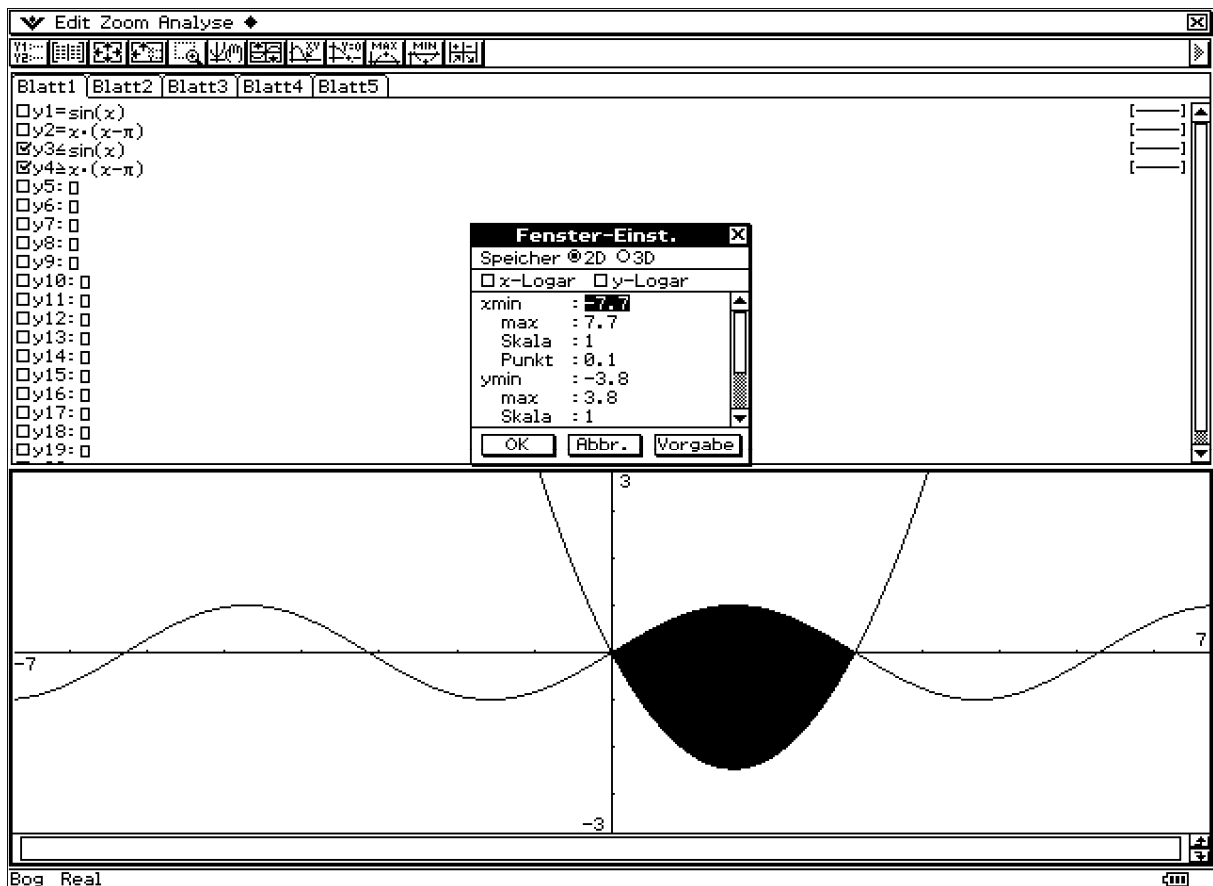 Edit Zoom Analyse
Blatt1 Blatt2 Blatt3 Blatt4 Blatt5
y1=sin(x)
y2=x·(x-π)
y3≤sin(x)
y4≥x·(x-π)
y5:
y6:
y7:
y8:
y9:
y10:
y11:
y12:
y13:
y14:
y15:
y16:
y17:
y18:
y19:
Fenster-Einst.
Speicher 2D 3D
x-Logar y-Logar
xmin :-7.7
max :7.7
Skala :1
Punkt :0.1
ymin :-3.8
max :3.8
Skala :1
OK Abbr. Vorgabe
3
-7
7
-3
Bog Real